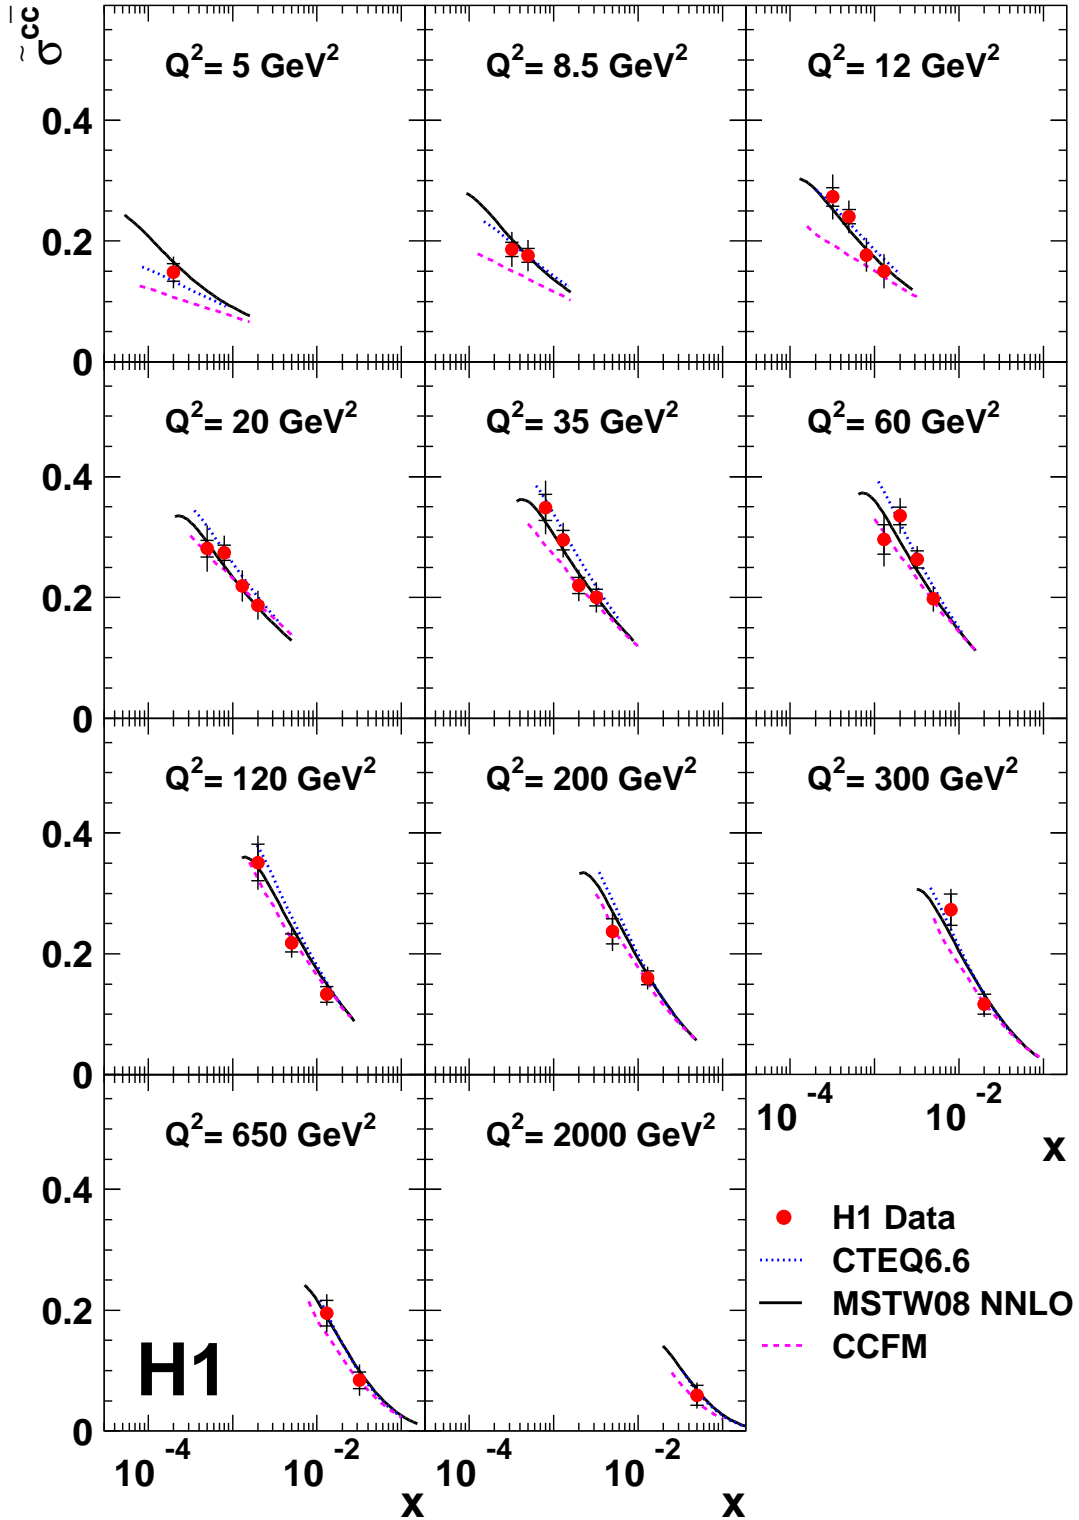 σ̃ᶜᶜ̄
Q²= 5 GeV²
Q²= 8.5 GeV²
Q²= 12 GeV²
0.4
0.2
0
Q²= 20 GeV²
Q²= 35 GeV²
Q²= 60 GeV²
0.4
0.2
0
Q²= 120 GeV²
Q²= 200 GeV²
Q²= 300 GeV²
0.4
0.2
0
10⁻⁴
10⁻²
x
Q²= 650 GeV²
Q²= 2000 GeV²
0.4
0.2
0
H1 Data
CTEQ6.6
MSTW08 NNLO
CCFM
H1
10⁻⁴
10⁻²
x
10⁻⁴
10⁻²
x